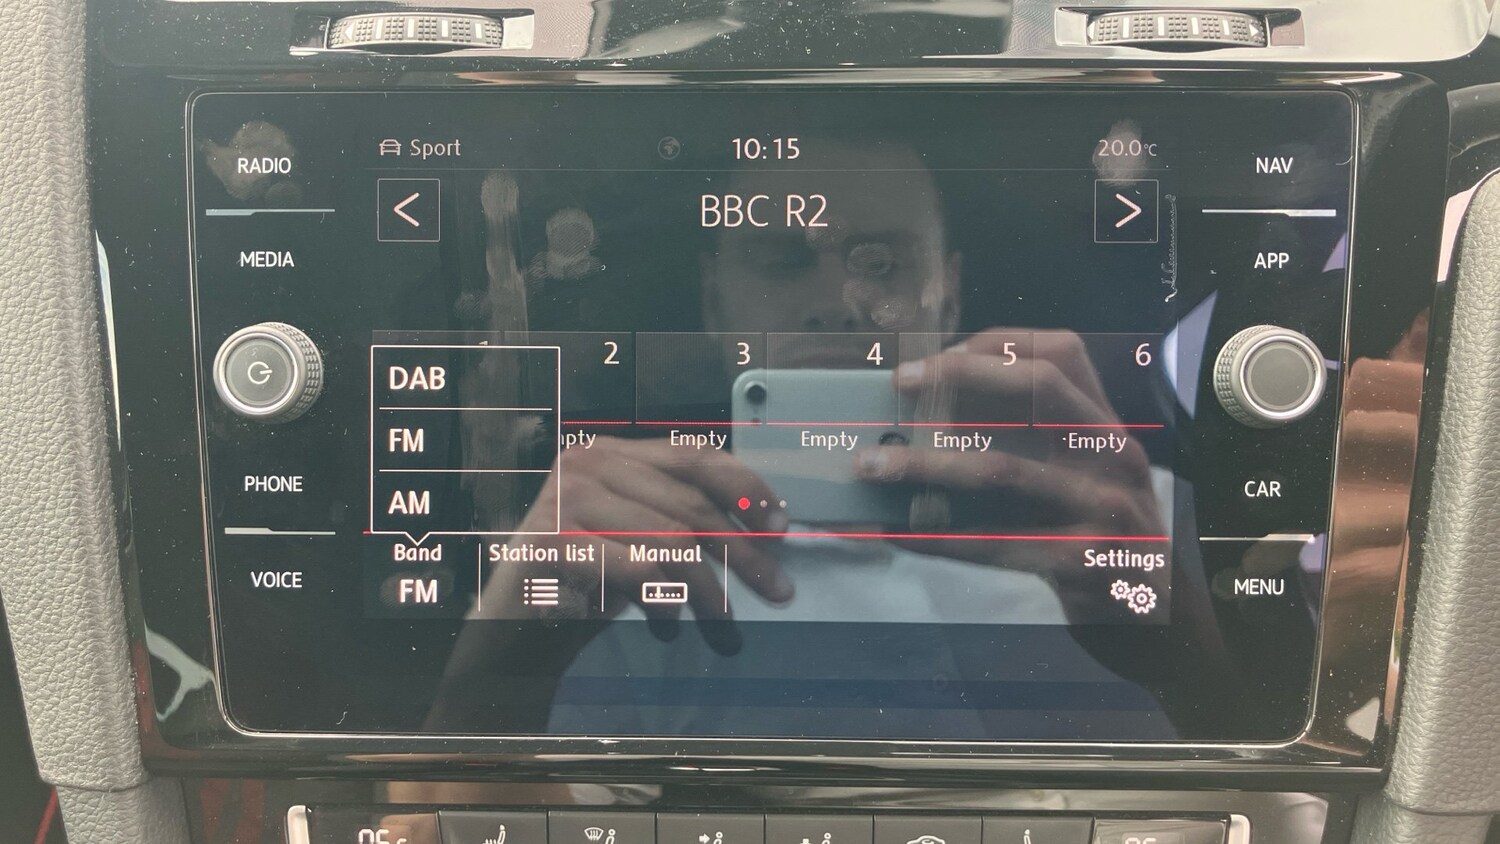 RADIO
MEDIA
PHONE
VOICE
Sport
10:15
20.0°C
<
BBC R2
>
2
3
4
5
6
Empty
Empty
Empty
Empty
DAB
FM
AM
Band
FM
Station list
Manual
Settings
NAV
APP
CAR
MENU